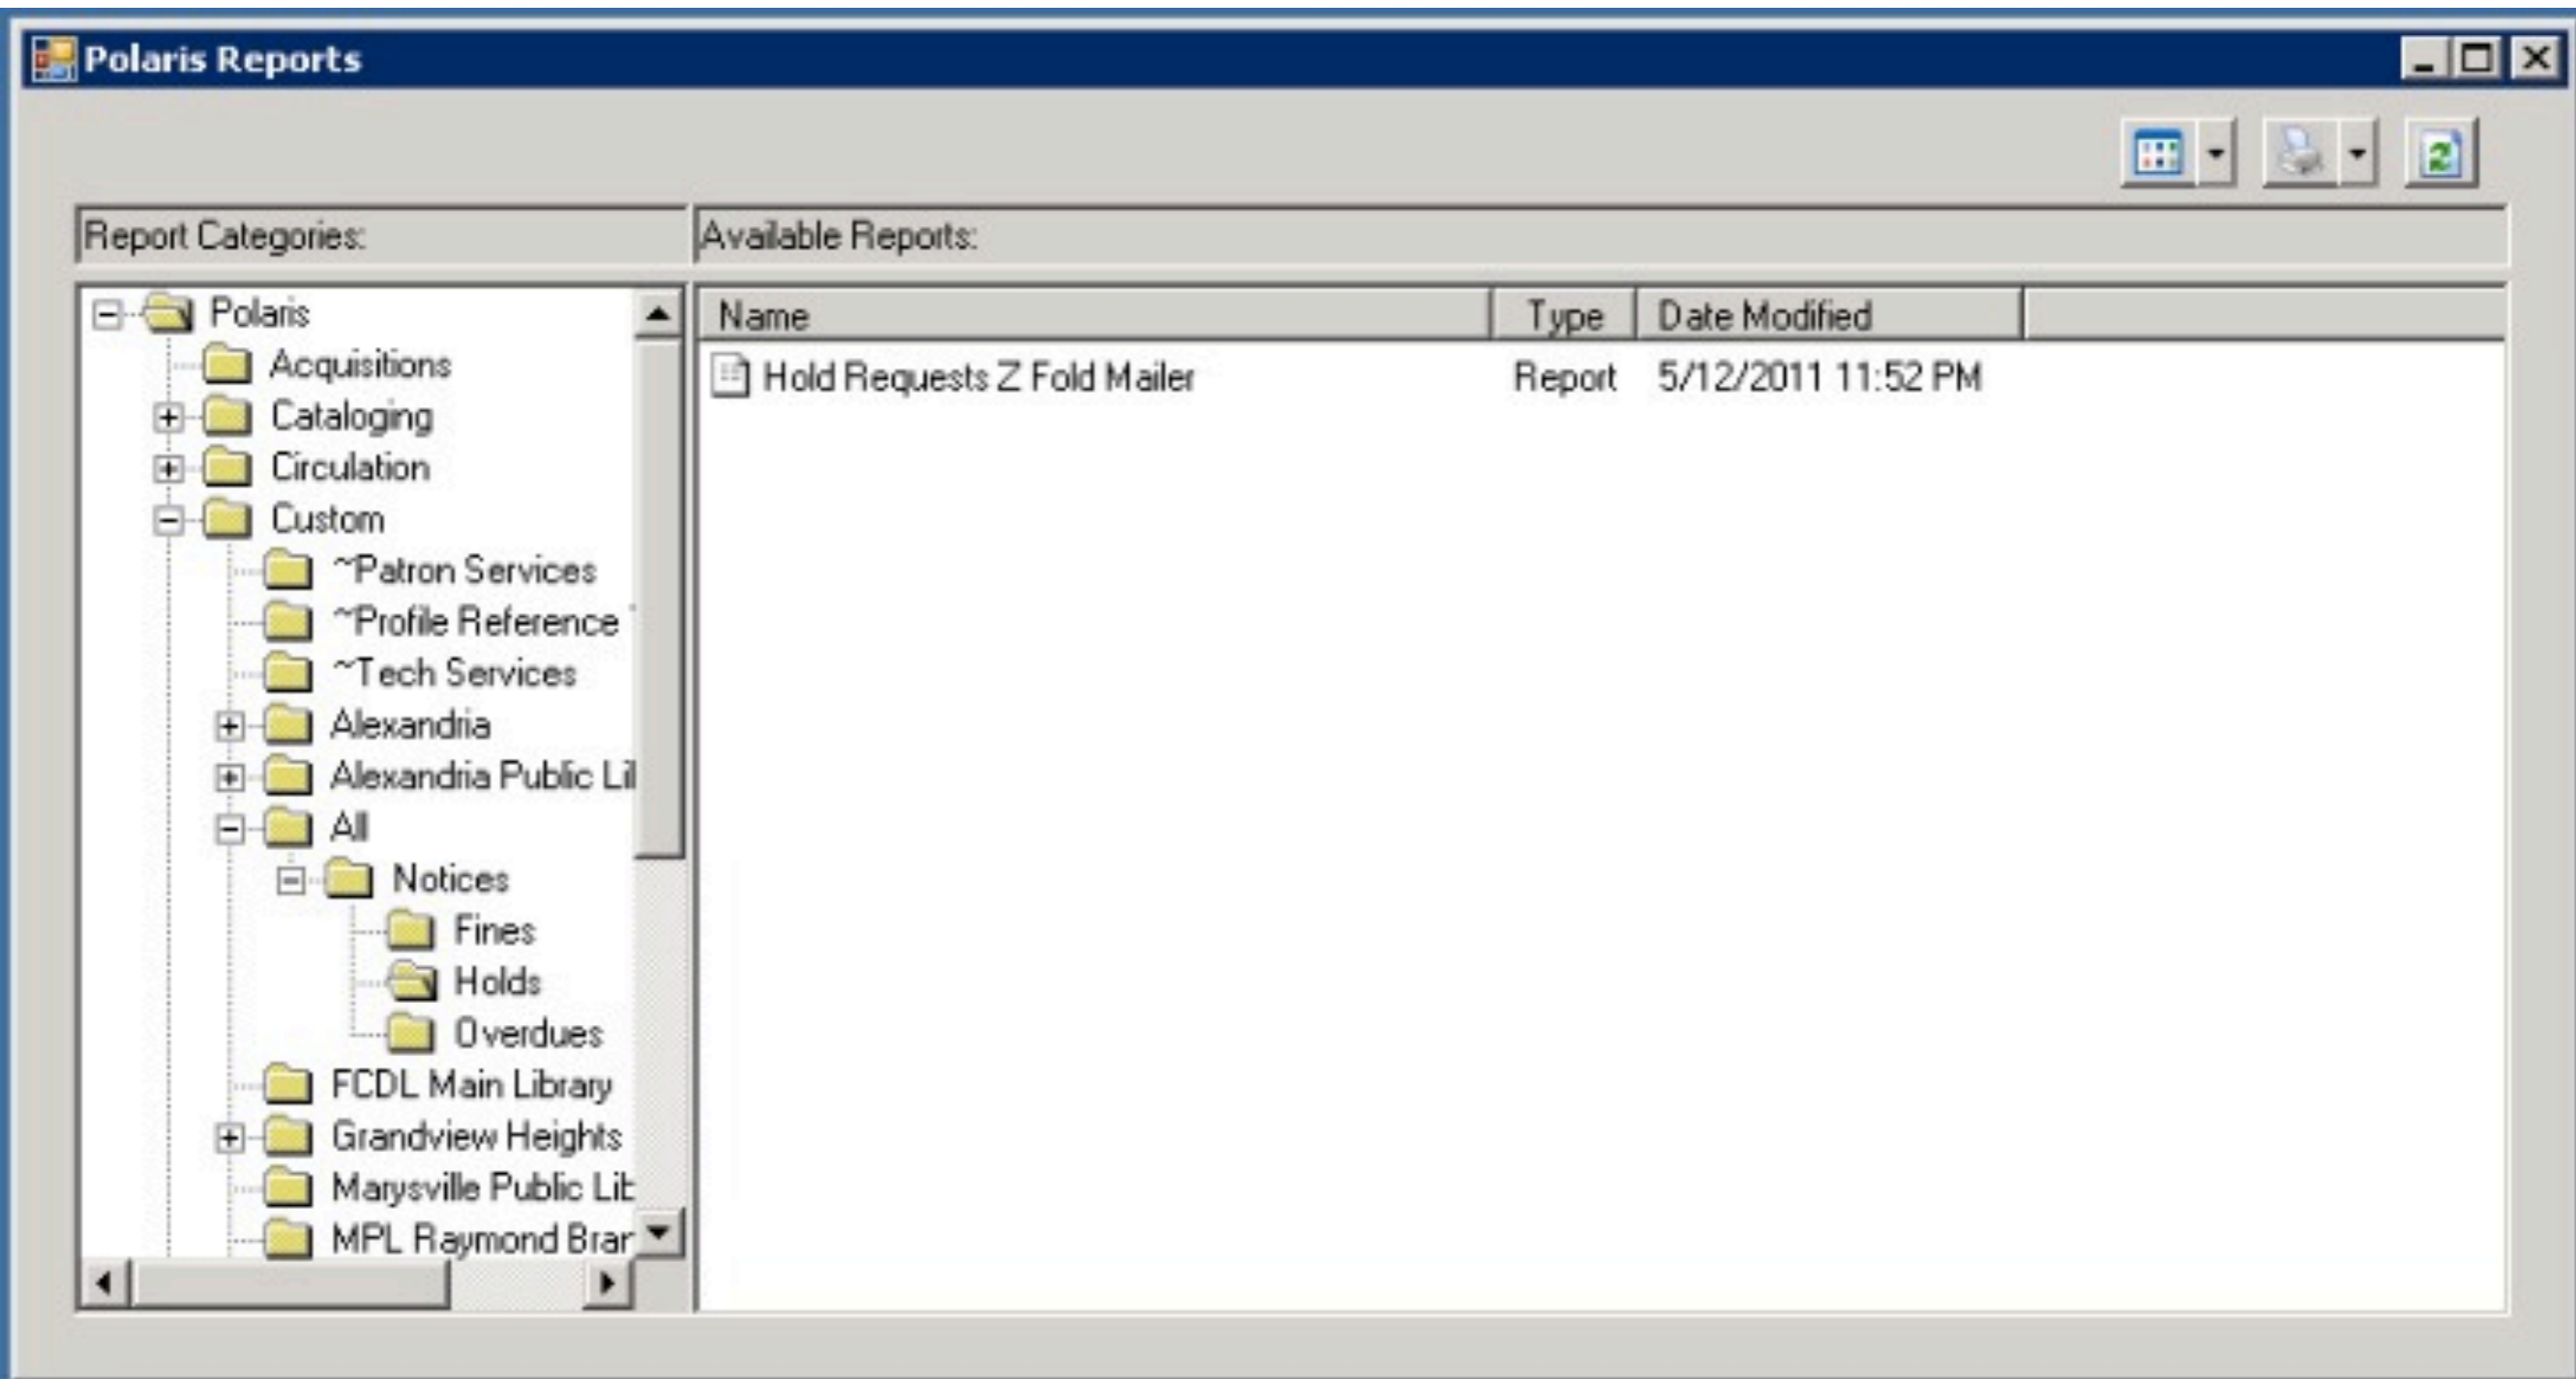 Polaris Reports
Report Categories:
Available Reports:
Polaris
Acquisitions
Cataloging
Circulation
Custom
~Patron Services
~Profile Reference
~Tech Services
Alexandria
Alexandria Public Lil
All
Notices
Fines
Holds
Overdues
FCDL Main Library
Grandview Heights
Marysville Public Lib
MPL Raymond Bran
Name Type Date Modified
Hold Requests Z Fold Mailer Report 5/12/2011 11:52 PM